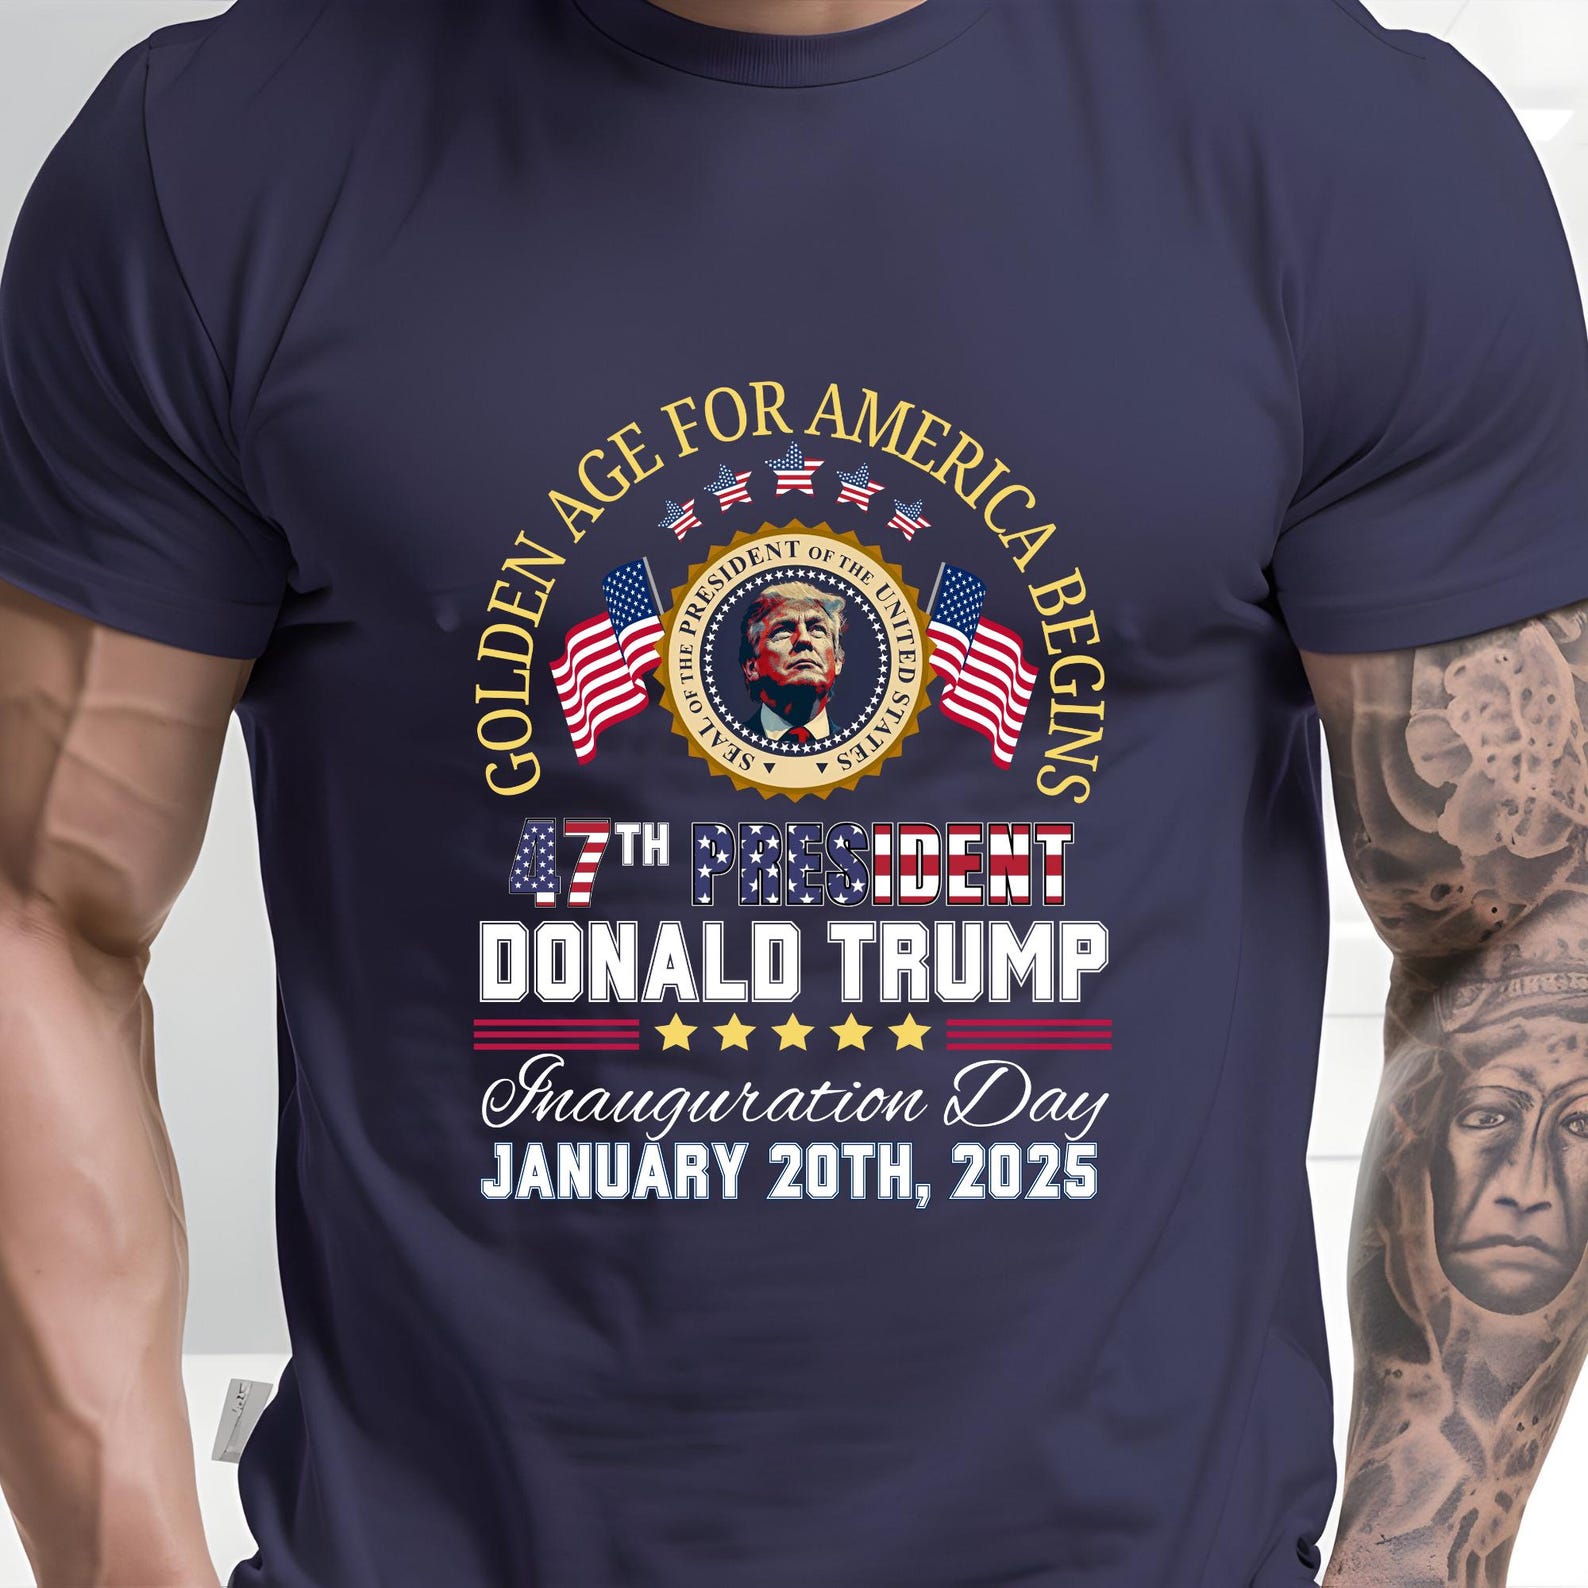 GOLDEN AGE FOR AMERICA BEGINS
SEAL OF THE PRESIDENT OF THE UNITED STATES
47TH PRESIDENT
DONALD TRUMP
Inauguration Day
JANUARY 20TH, 2025